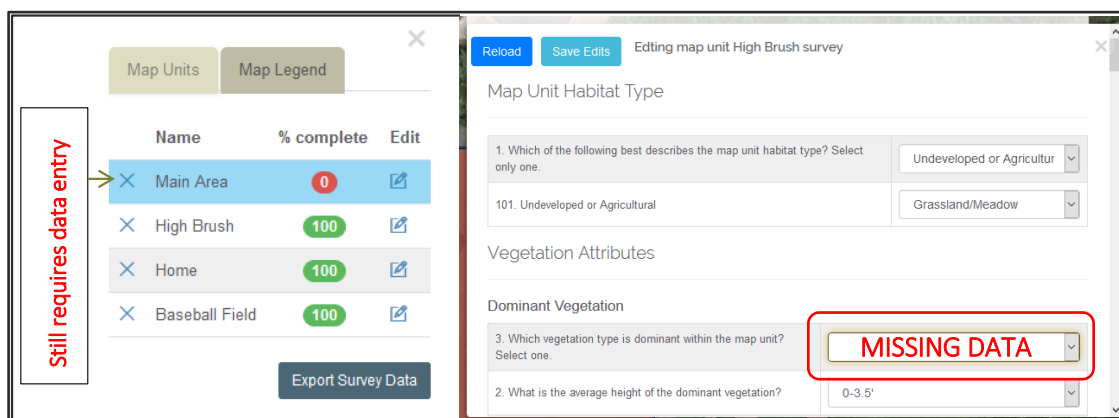 Still requires data entry
Map Units Map Legend
Name % complete Edit
Main Area 0
High Brush 100
Home 100
Baseball Field 100
Export Survey Data
Reload Save Edits Edting map unit High Brush survey
Map Unit Habitat Type
1. Which of the following best describes the map unit habitat type? Select
only one.
Undeveloped or Agricultur
101. Undeveloped or Agricultural Grassland/Meadow
Vegetation Attributes
Dominant Vegetation
3. Which vegetation type is dominant within the map unit?
Select one.
MISSING DATA
2. What is the average height of the dominant vegetation? 0-3.5'